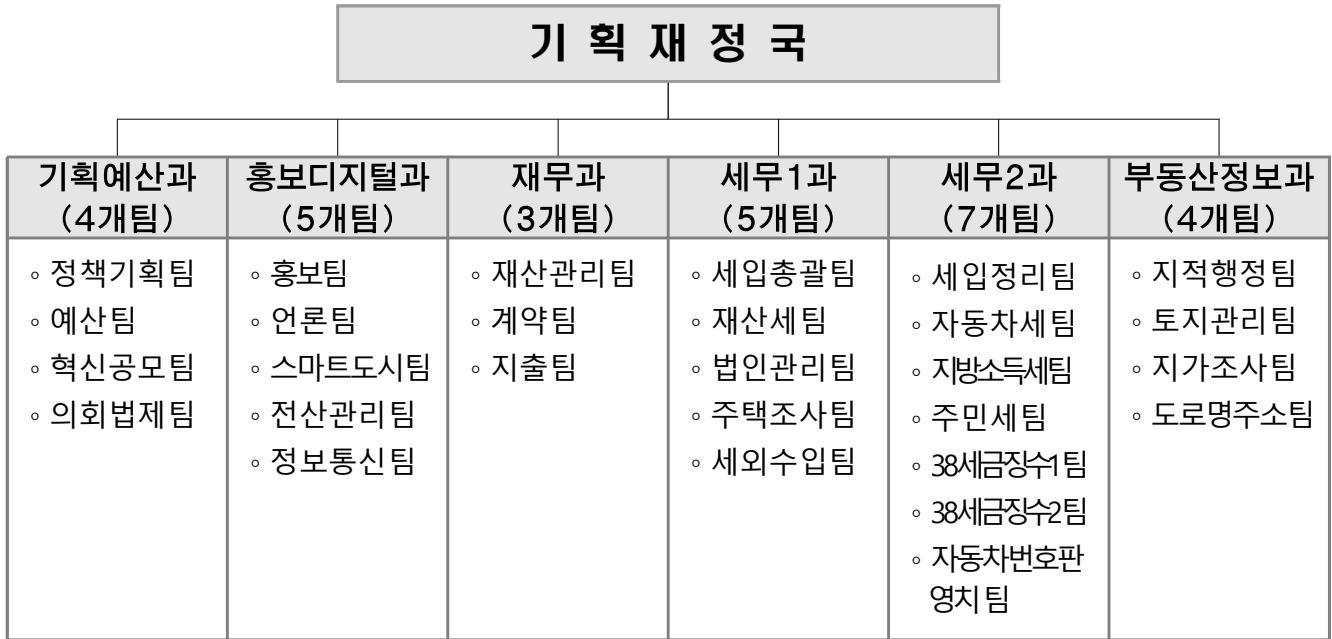 기 획 재 정 국
기획예산과
(4개팀)
◦ 정책기획팀
◦ 예산팀
◦ 혁신공모팀
◦ 의회법제팀
홍보디지털과
(5개팀)
◦ 홍보팀
◦ 언론팀
◦ 스마트도시팀
◦ 전산관리팀
◦ 정보통신팀
재무과
(3개팀)
◦ 재산관리팀
◦ 계약팀
◦ 지출팀
세무1과
(5개팀)
◦ 세입총괄팀
◦ 재산세팀
◦ 법인관리팀
◦ 주택조사팀
◦ 세외수입팀
세무2과
(7개팀)
◦ 세입정리팀
◦ 자동차세팀
◦ 지방소득세팀
◦ 주민세팀
◦ 38세금징수1팀
◦ 38세금징수2팀
◦ 자동차번호판
영치 팀
부동산정보과
(4개팀)
◦ 지적행정팀
◦ 토지관리팀
◦ 지가조사팀
◦ 도로명주소팀